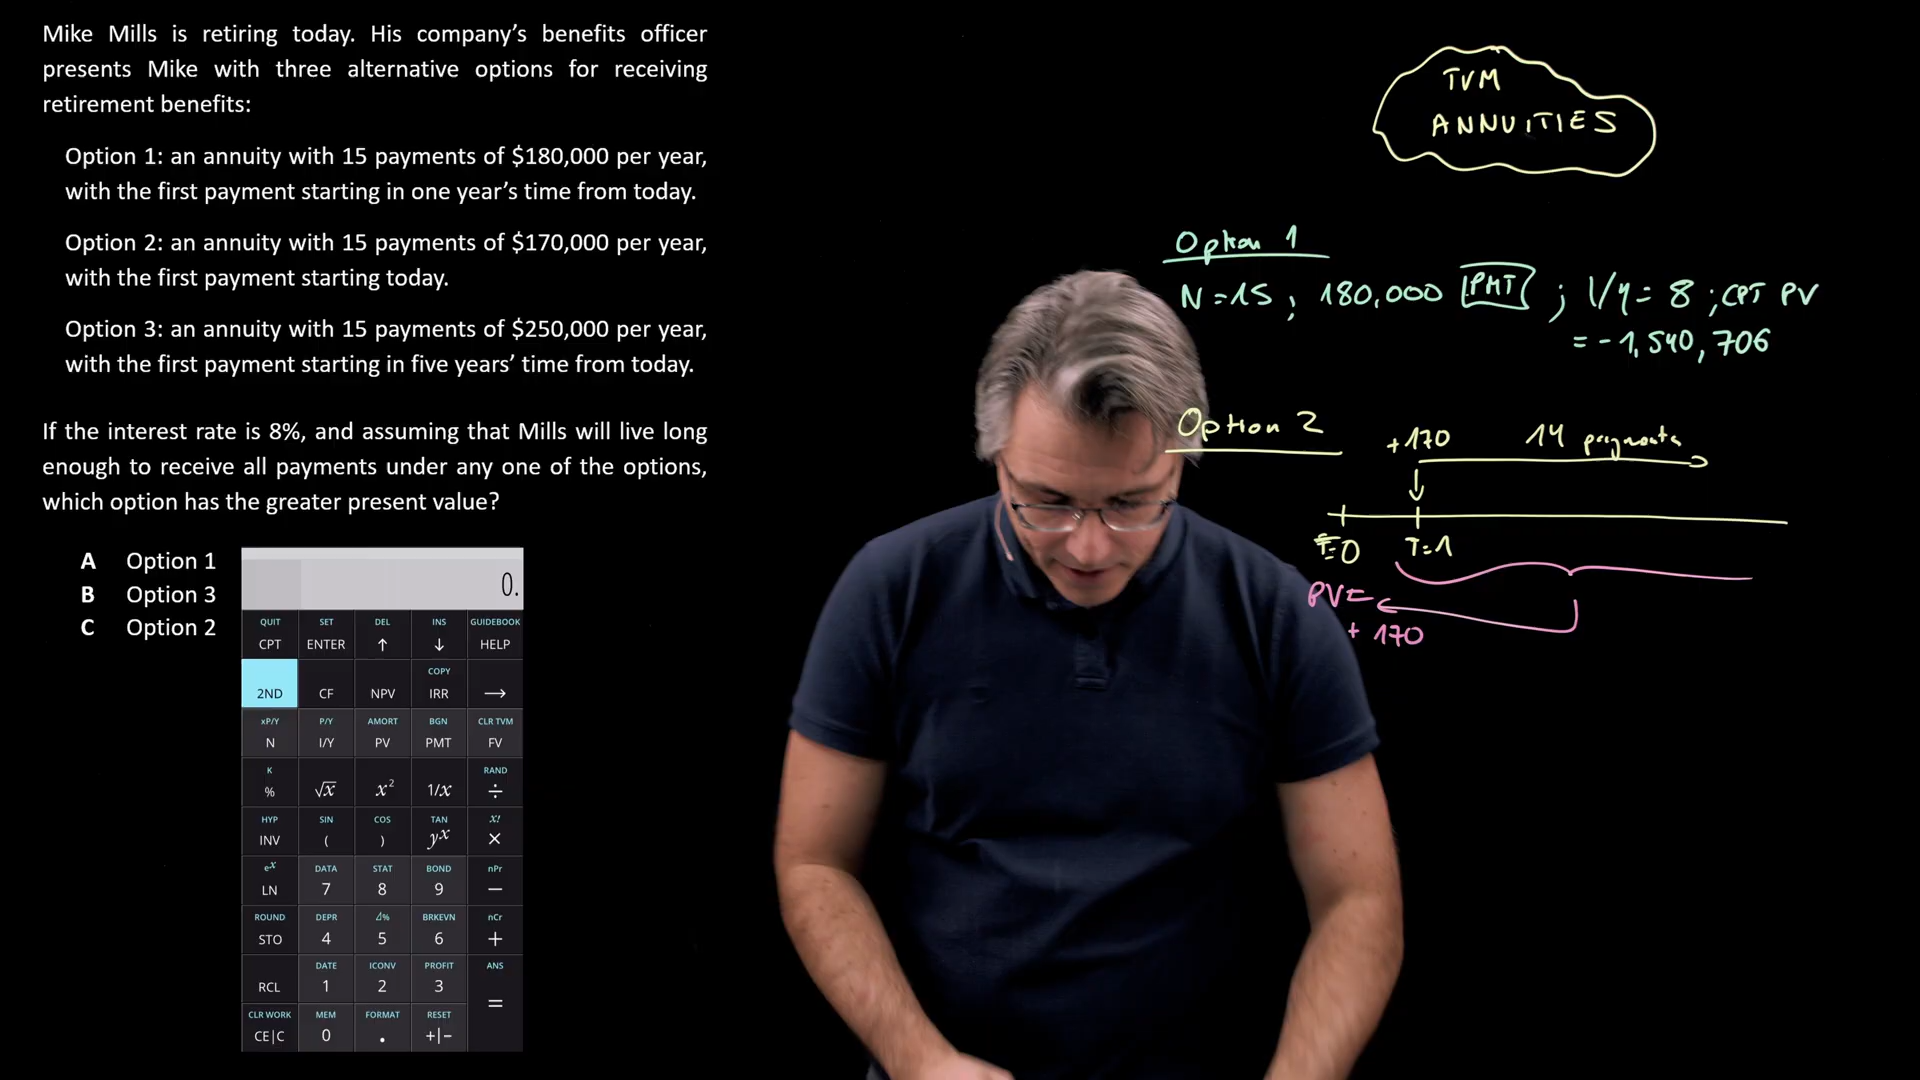 Mike Mills is retiring today. His company's benefits officer
presents Mike with three alternative options for receiving
retirement benefits:
Option 1: an annuity with 15 payments of $180,000 per year,
with the first payment starting in one year's time from today.
Option 2: an annuity with 15 payments of $170,000 per year,
with the first payment starting today.
Option 3: an annuity with 15 payments of $250,000 per year,
with the first payment starting in five years' time from today.
If the interest rate is 8%, and assuming that Mills will live long
enough to receive all payments under any one of the options,
which option has the greater present value?
A Option 1
B Option 3
C Option 2
0.
QUIT SET DEL INS GUIDEBOOK
CPT ENTER ↑ ↓ HELP
COPY
2ND CF NPV IRR →
xP/Y P/Y AMORT BGN CLR TVM
N I/Y PV PMT FV
K RAND
% √x x² 1/x ÷
HYP SIN COS TAN x!
INV ( ) yˣ ×
eˣ DATA STAT BOND nPr
LN 7 8 9 −
ROUND DEPR Δ% BRKEVN nCr
STO 4 5 6 +
DATE ICONV PROFIT ANS
RCL 1 2 3 =
CLR WORK MEM FORMAT RESET
CE|C 0 . +|−
TVM
ANNUITIES
Option 1
N=15; 180,000 PMT; I/Y=8; CPT PV
= -1,540,706
Option 2
+170 14 payments
T=0 T=1
PV=
+ 170